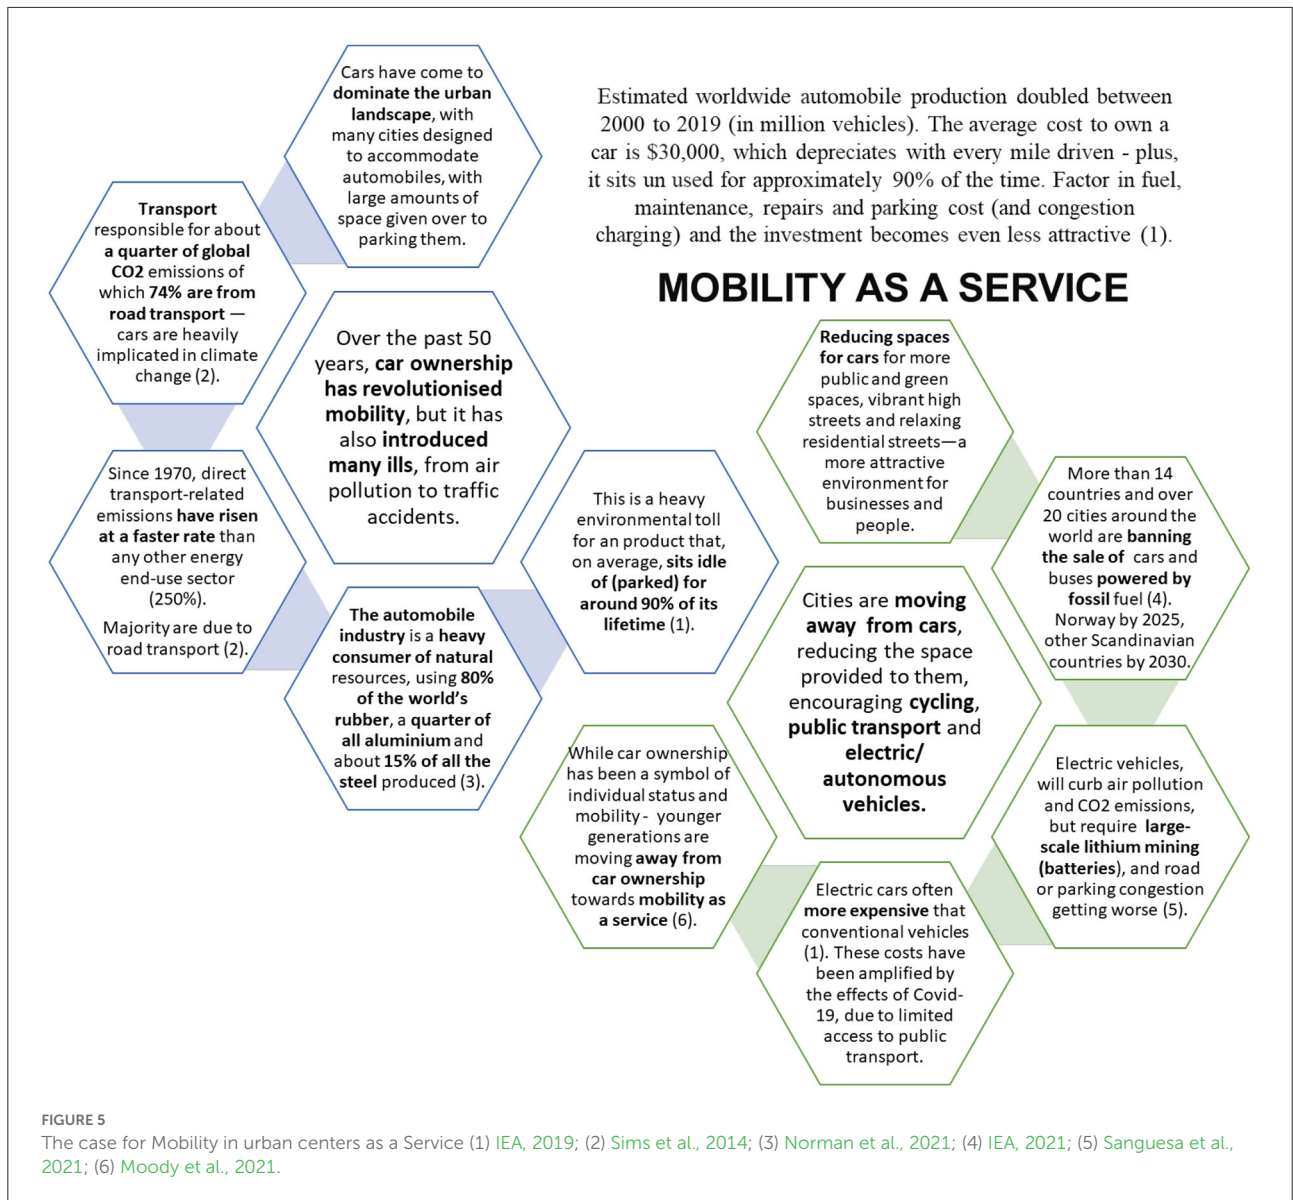 Cars have come to
dominate the urban
landscape, with
many cities designed
to accommodate
automobiles, with
large amounts of
space given over to
parking them.
Estimated worldwide automobile production doubled between
2000 to 2019 (in million vehicles). The average cost to own a
car is $30,000, which depreciates with every mile driven - plus,
it sits un used for approximately 90% of the time. Factor in fuel,
maintenance, repairs and parking cost (and congestion
charging) and the investment becomes even less attractive (1).
Transport
responsible for about
a quarter of global
CO2 emissions of
which 74% are from
road transport —
cars are heavily
implicated in climate
change (2).
MOBILITY AS A SERVICE
Over the past 50
years, car ownership
has revolutionised
mobility, but it has
also introduced
many ills, from air
pollution to traffic
accidents.
Since 1970, direct
transport-related
emissions have risen
at a faster rate than
any other energy
end-use sector
(250%).
Majority are due to
road transport (2).
The automobile
industry is a heavy
consumer of natural
resources, using 80%
of the world's
rubber, a quarter of
all aluminium and
about 15% of all the
steel produced (3).
This is a heavy
environmental toll
for an product that,
on average, sits idle
of (parked) for
around 90% of its
lifetime (1).
Reducing spaces
for cars for more
public and green
spaces, vibrant high
streets and relaxing
residential streets—a
more attractive
environment for
businesses and
people.
More than 14
countries and over
20 cities around the
world are banning
the sale of cars and
buses powered by
fossil fuel (4).
Norway by 2025,
other Scandinavian
countries by 2030.
Cities are moving
away from cars,
reducing the space
provided to them,
encouraging cycling,
public transport and
electric/
autonomous
vehicles.
Electric vehicles,
will curb air pollution
and CO2 emissions,
but require large-
scale lithium mining
(batteries), and road
or parking congestion
getting worse (5).
Electric cars often
more expensive that
conventional vehicles
(1). These costs have
been amplified by
the effects of Covid-
19, due to limited
access to public
transport.
While car ownership
has been a symbol of
individual status and
mobility - younger
generations are
moving away from
car ownership
towards mobility as
a service (6).
FIGURE 5
The case for Mobility in urban centers as a Service (1) IEA, 2019; (2) Sims et al., 2014; (3) Norman et al., 2021; (4) IEA, 2021; (5) Sanguesa et al.,
2021; (6) Moody et al., 2021.